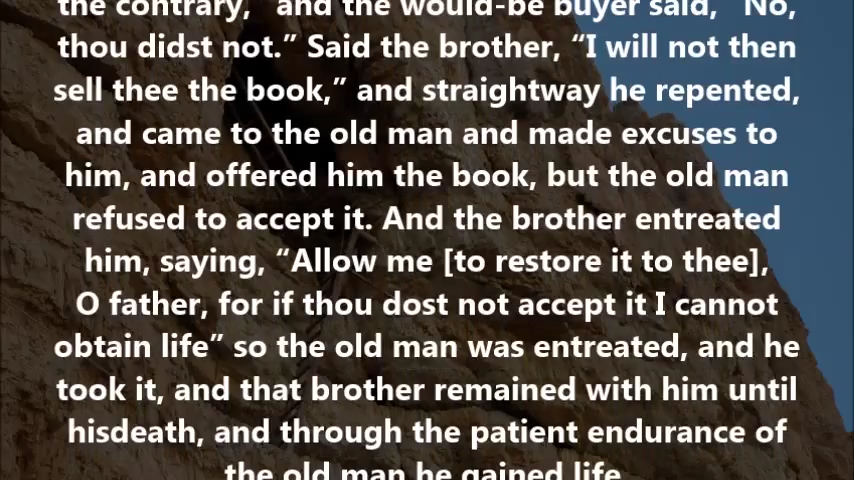 the contrary,” “and the would-be buyer said, “No,
thou didst not.” Said the brother, “I will not then
sell thee the book,” and straightway he repented,
and came to the old man and made excuses to
him, and offered him the book, but the old man
refused to accept it. And the brother entreated
him, saying, “Allow me [to restore it to thee],
O father, for if thou dost not accept it I cannot
obtain life” so the old man was entreated, and he
took it, and that brother remained with him until
hisdeath, and through the patient endurance of
the old man he gained life